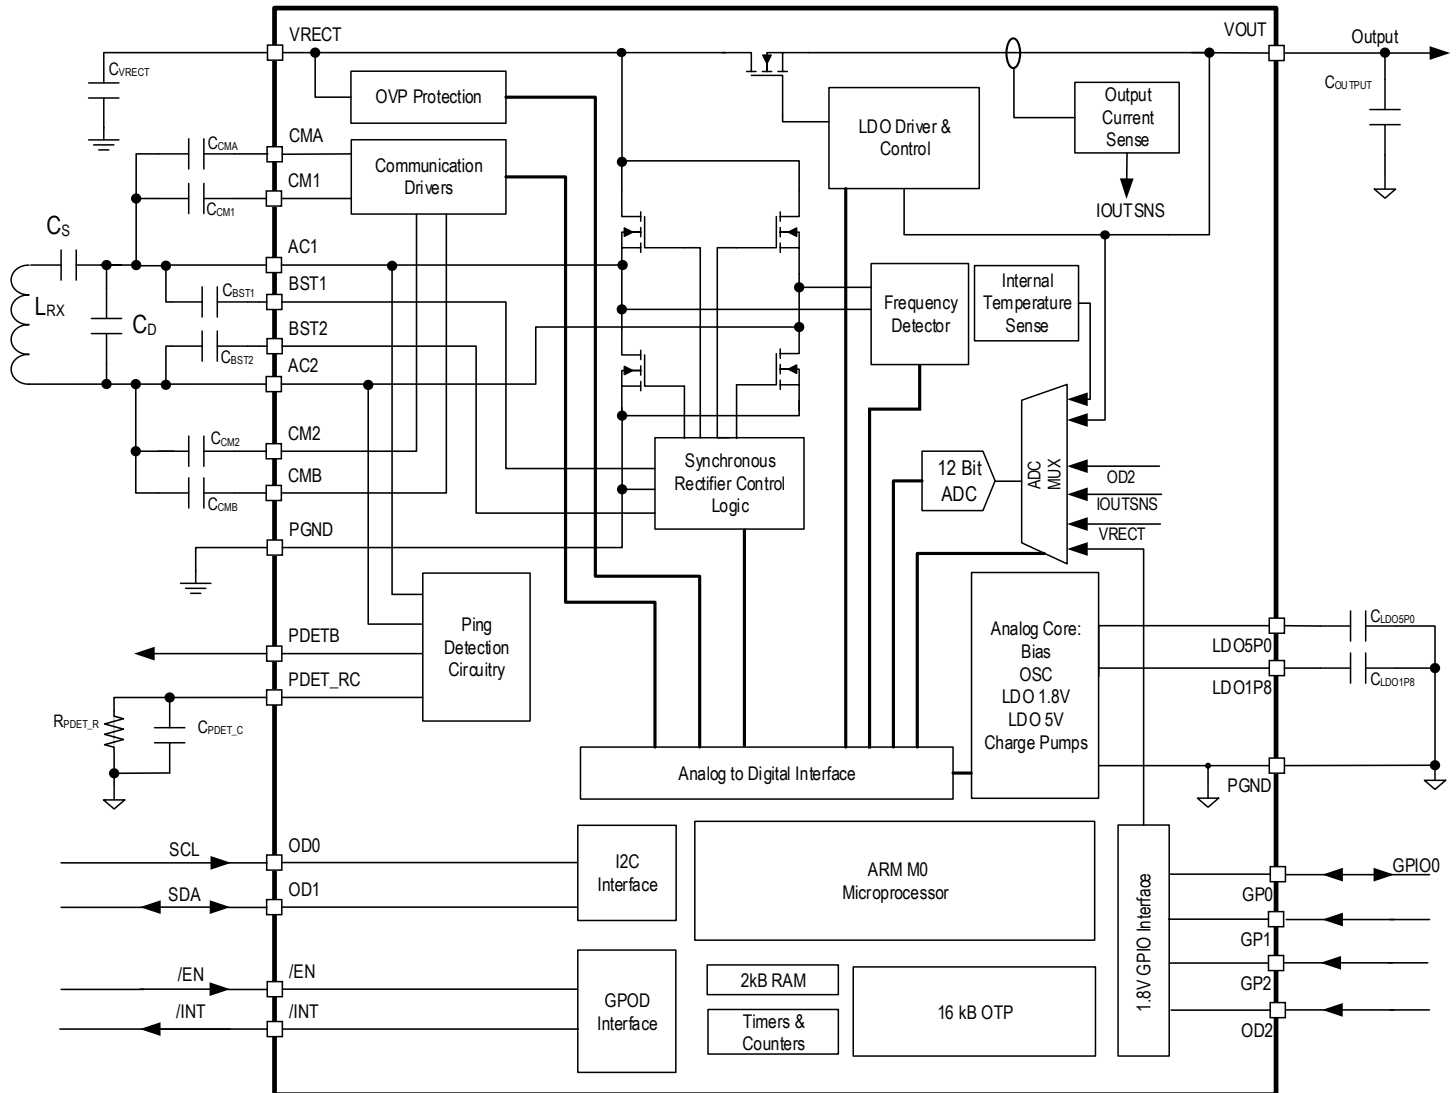 VRECT
VOUT
Output
CVRECT
OVP Protection
COUTPUT
LDO Driver &
Control
Output
Current
Sense
IOUTSNS
CCMA
CMA
Communication
Drivers
CCM1
CM1
CS
AC1
LRX
CD
CBST1
BST1
CBST2
BST2
AC2
Frequency
Detector
Internal
Temperature
Sense
CCM2
CM2
CCMB
CMB
PGND
Synchronous
Rectifier Control
Logic
12 Bit
ADC
ADC
MUX
OD2
IOUTSNS
VRECT
PDETB
PDET_RC
Ping
Detection
Circuitry
RPDET_R
CPDET_C
Analog Core:
Bias
OSC
LDO 1.8V
LDO 5V
Charge Pumps
LDO5P0
CLDO5P0
LDO1P8
CLDO1P8
PGND
Analog to Digital Interface
SCL
OD0
SDA
OD1
I2C
Interface
ARM M0
Microprocessor
1.8V GPIO Interface
GP0
GPIO0
GP1
GP2
OD2
/EN
/EN
/INT
/INT
GPOD
Interface
2kB RAM
Timers &
Counters
16 kB OTP